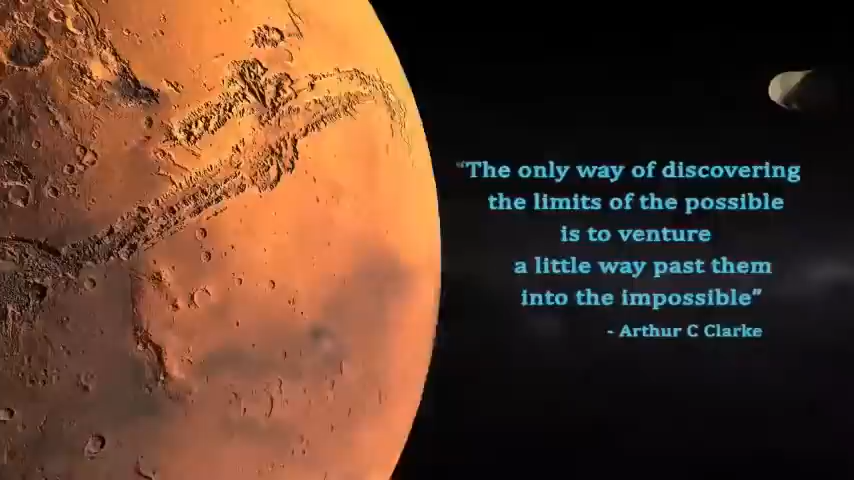 “The only way of discovering
the limits of the possible
is to venture
a little way past them
into the impossible”
- Arthur C Clarke